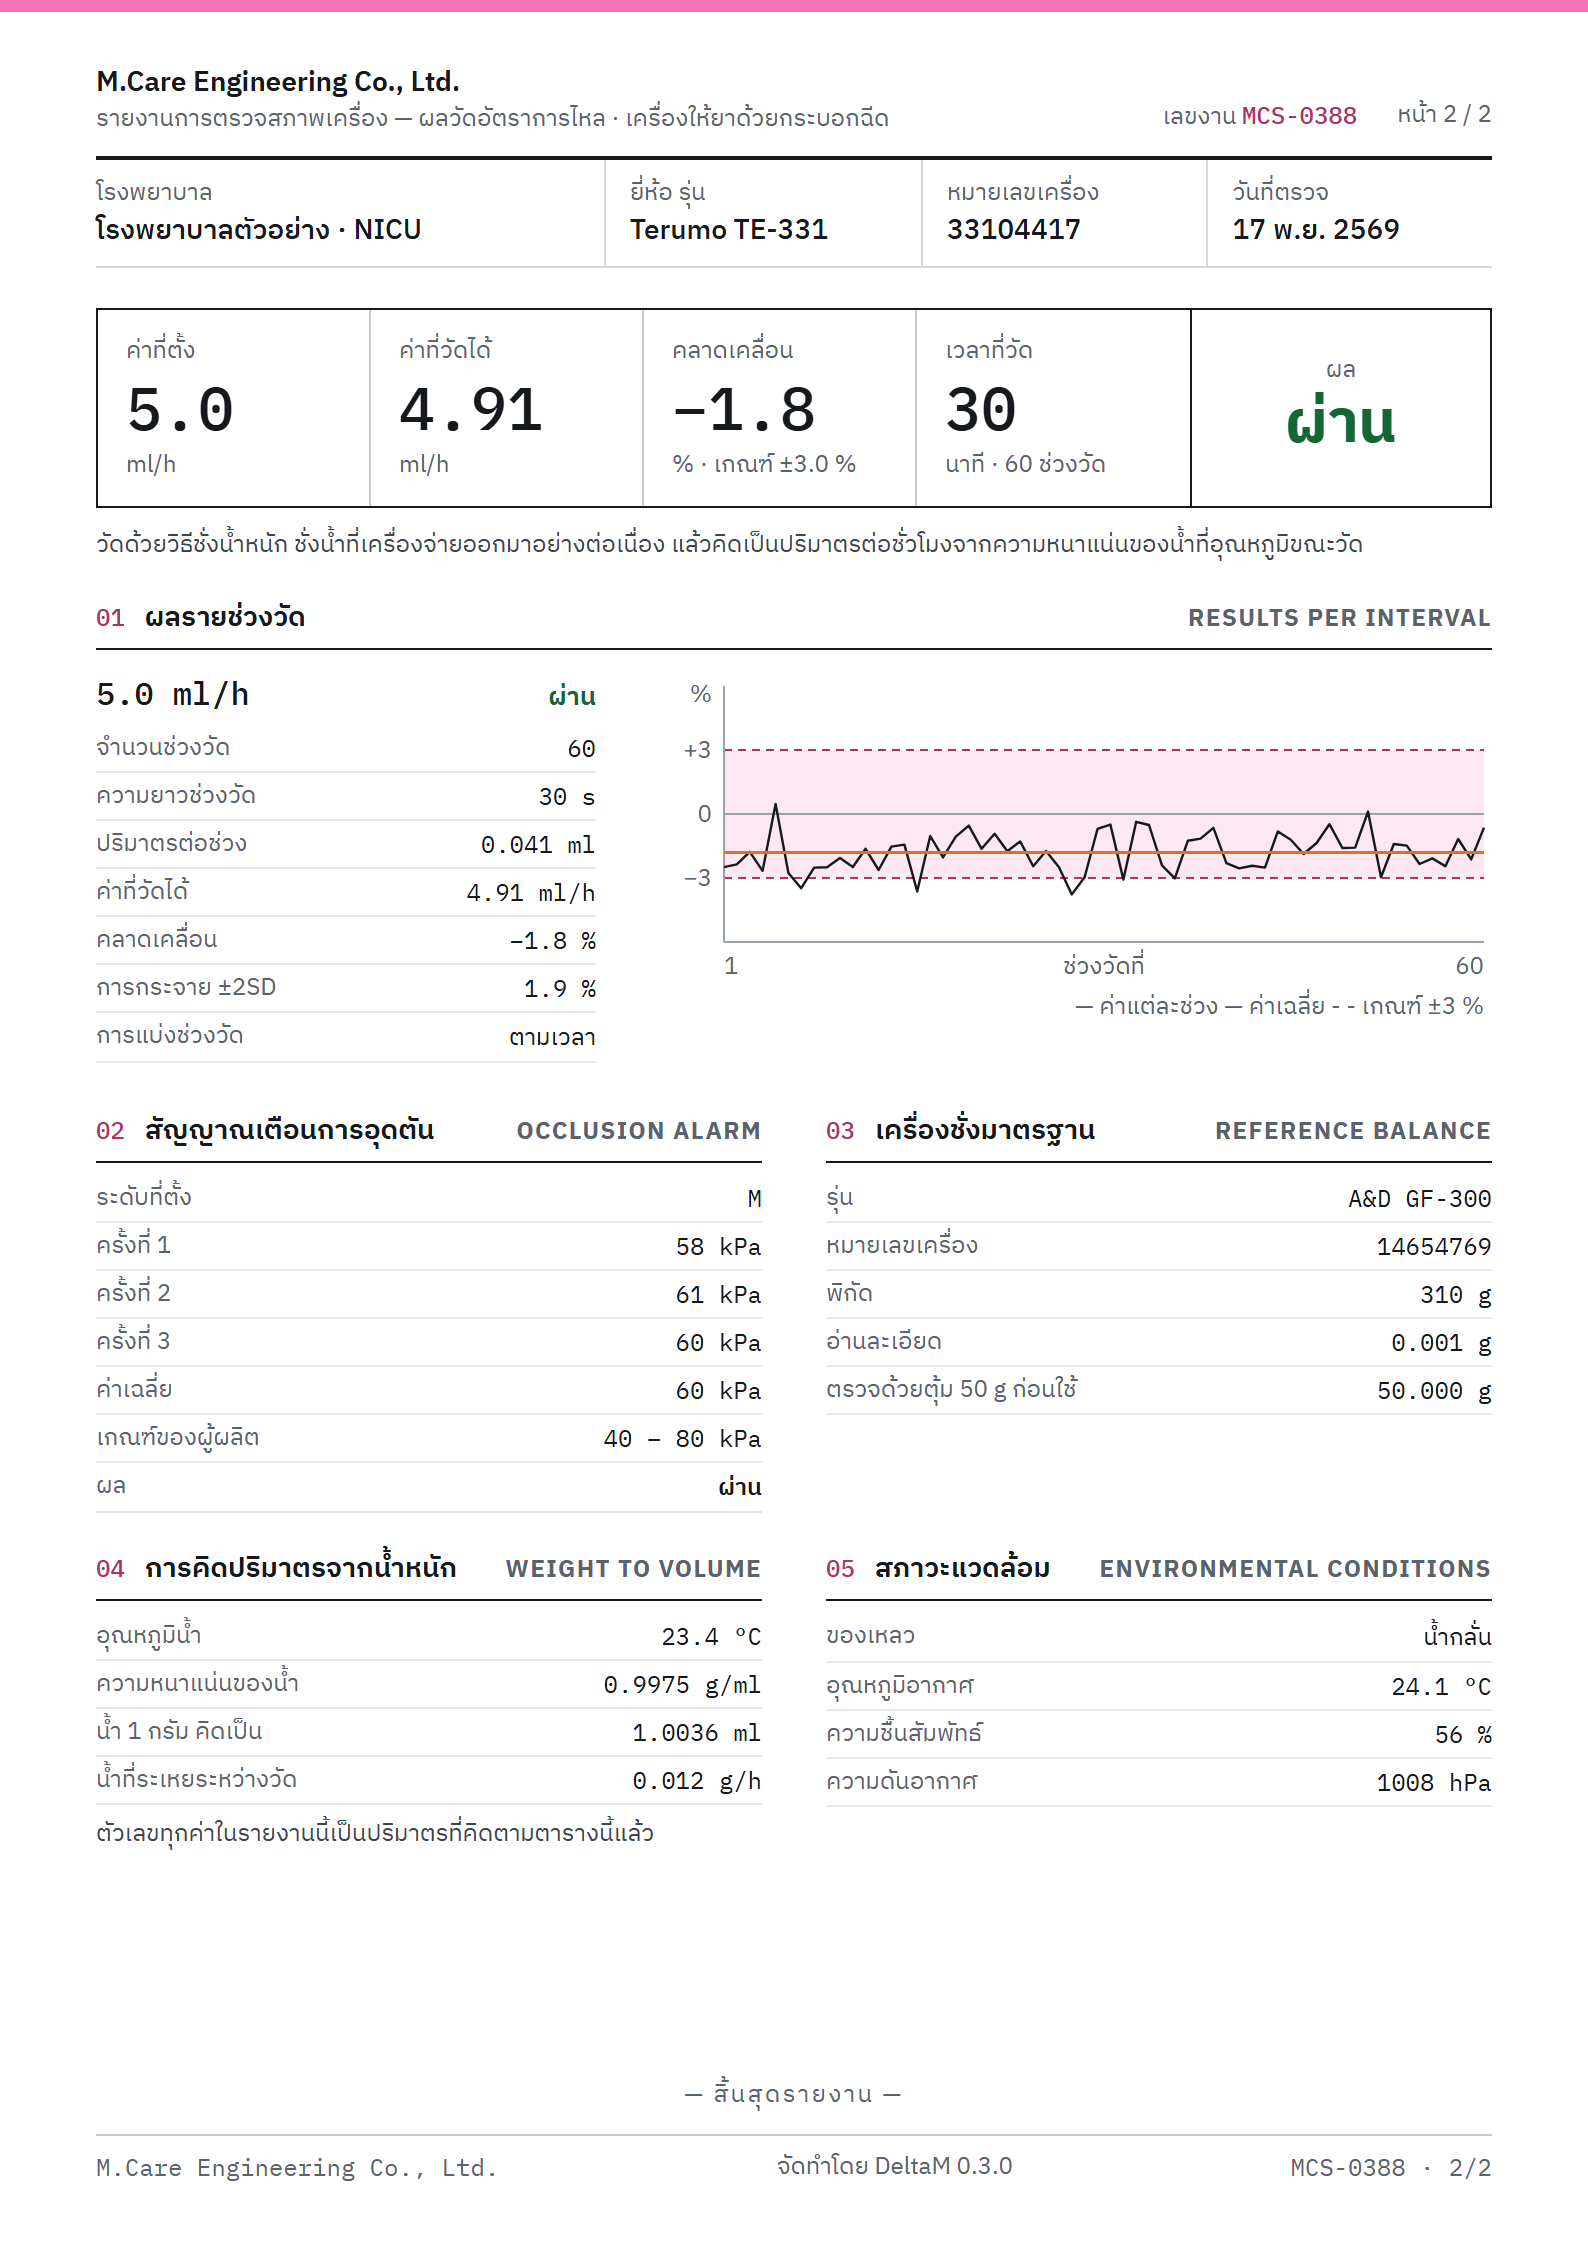 M.Care Engineering Co., Ltd.
รายงานการตรวจสภาพเครื่อง — ผลวัดอัตราการไหล · เครื่องให้ยาด้วยกระบอกฉีด
เลขงาน MCS-0388 หน้า 2 / 2
โรงพยาบาล
โรงพยาบาลตัวอย่าง · NICU
ยี่ห้อ รุ่น
Terumo TE-331
หมายเลขเครื่อง
33104417
วันที่ตรวจ
17 พ.ย. 2569
ค่าที่ตั้ง
5.0
ml/h
ค่าที่วัดได้
4.91
ml/h
คลาดเคลื่อน
−1.8
% · เกณฑ์ ±3.0 %
เวลาที่วัด
30
นาที · 60 ช่วงวัด
ผล
ผ่าน
วัดด้วยวิธีชั่งน้ำหนัก ชั่งน้ำที่เครื่องจ่ายออกมาอย่างต่อเนื่อง แล้วคิดเป็นปริมาตรต่อชั่วโมงจากความหนาแน่นของน้ำที่อุณหภูมิขณะวัด
01 ผลรายช่วงวัด RESULTS PER INTERVAL
5.0 ml/h ผ่าน
จำนวนช่วงวัด 60
ความยาวช่วงวัด 30 s
ปริมาตรต่อช่วง 0.041 ml
ค่าที่วัดได้ 4.91 ml/h
คลาดเคลื่อน −1.8 %
การกระจาย ±2SD 1.9 %
การแบ่งช่วงวัด ตามเวลา
%
+3
0
−3
1 ช่วงวัดที่ 60
— ค่าแต่ละช่วง — ค่าเฉลี่ย - - เกณฑ์ ±3 %
02 สัญญาณเตือนการอุดตัน OCCLUSION ALARM
ระดับที่ตั้ง M
ครั้งที่ 1 58 kPa
ครั้งที่ 2 61 kPa
ครั้งที่ 3 60 kPa
ค่าเฉลี่ย 60 kPa
เกณฑ์ของผู้ผลิต 40 – 80 kPa
ผล ผ่าน
03 เครื่องชั่งมาตรฐาน REFERENCE BALANCE
รุ่น A&D GF-300
หมายเลขเครื่อง 14654769
พิกัด 310 g
อ่านละเอียด 0.001 g
ตรวจด้วยตุ้ม 50 g ก่อนใช้ 50.000 g
04 การคิดปริมาตรจากน้ำหนัก WEIGHT TO VOLUME
อุณหภูมิน้ำ 23.4 °C
ความหนาแน่นของน้ำ 0.9975 g/ml
น้ำ 1 กรัม คิดเป็น 1.0036 ml
น้ำที่ระเหยระหว่างวัด 0.012 g/h
ตัวเลขทุกค่าในรายงานนี้เป็นปริมาตรที่คิดตามตารางนี้แล้ว
05 สภาวะแวดล้อม ENVIRONMENTAL CONDITIONS
ของเหลว น้ำกลั่น
อุณหภูมิอากาศ 24.1 °C
ความชื้นสัมพัทธ์ 56 %
ความดันอากาศ 1008 hPa
— สิ้นสุดรายงาน —
M.Care Engineering Co., Ltd. จัดทำโดย DeltaM 0.3.0 MCS-0388 · 2/2